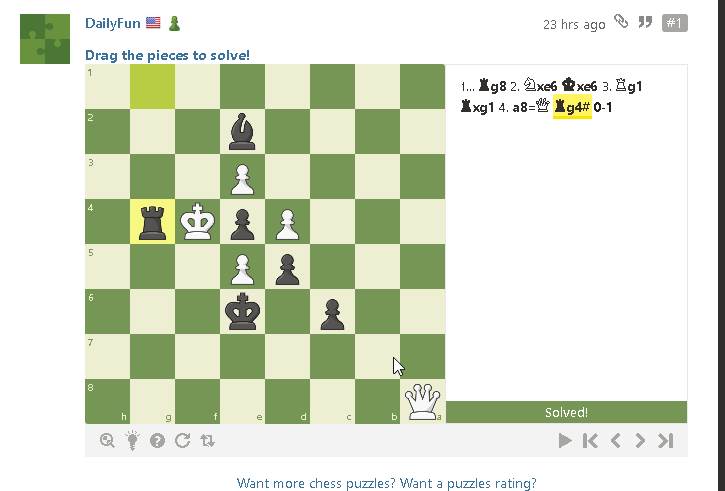 DailyFun
23 hrs ago
#1
Drag the pieces to solve!
1
2
3
4
5
6
7
8
h g f e d c b a
1... ♜g8 2. ♘xe6 ♚xe6 3. ♖g1
♜xg1 4. a8=♕ ♜g4# 0-1
Solved!
Want more chess puzzles? Want a puzzles rating?